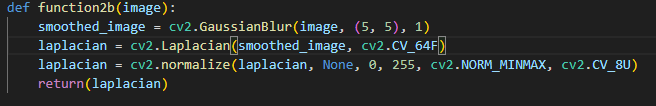 def function2b(image):
    smoothed_image = cv2.GaussianBlur(image, (5, 5), 1)
    laplacian = cv2.Laplacian(smoothed_image, cv2.CV_64F)
    laplacian = cv2.normalize(laplacian, None, 0, 255, cv2.NORM_MINMAX, cv2.CV_8U)
    return(laplacian)